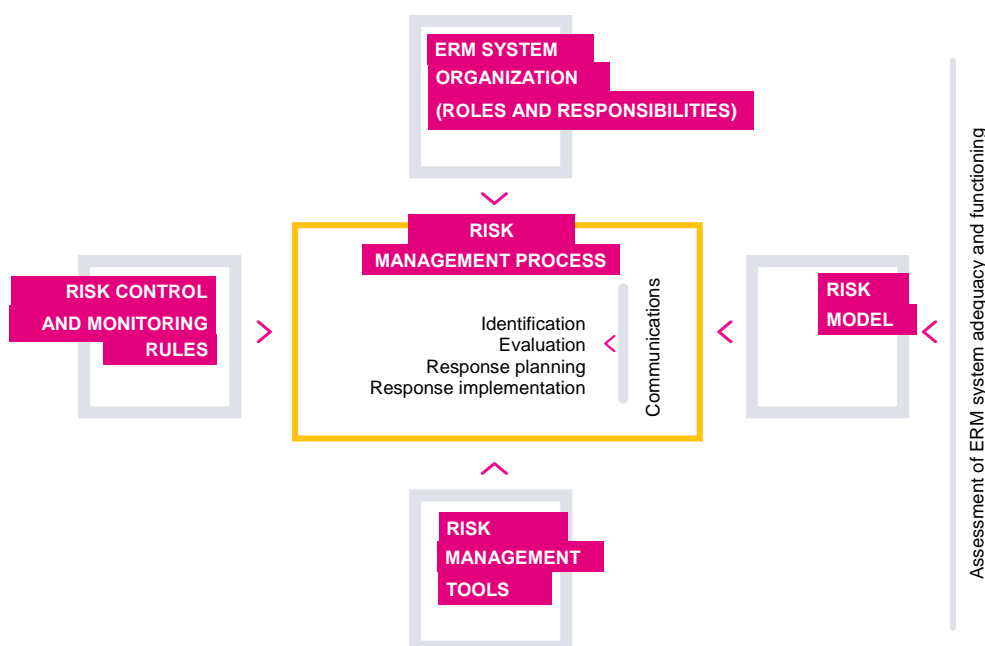 ERM SYSTEM
ORGANIZATION
(ROLES AND RESPONSIBILITIES)
RISK
MANAGEMENT PROCESS
RISK CONTROL
AND MONITORING
RULES
Identification
Evaluation
Response planning
Response implementation
Communications
RISK
MODEL
RISK
MANAGEMENT
TOOLS
Assessment of ERM system adequacy and functioning